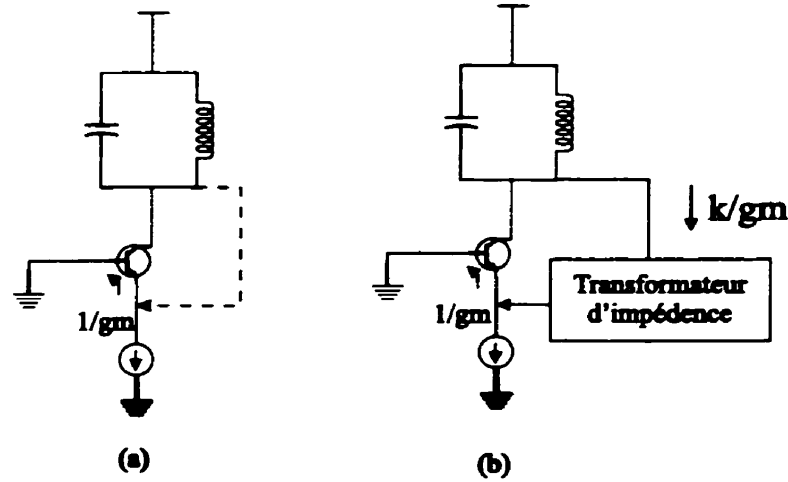 k/gm
Transformateur
d'impédence
1/gm
1/gm
(a)
(b)